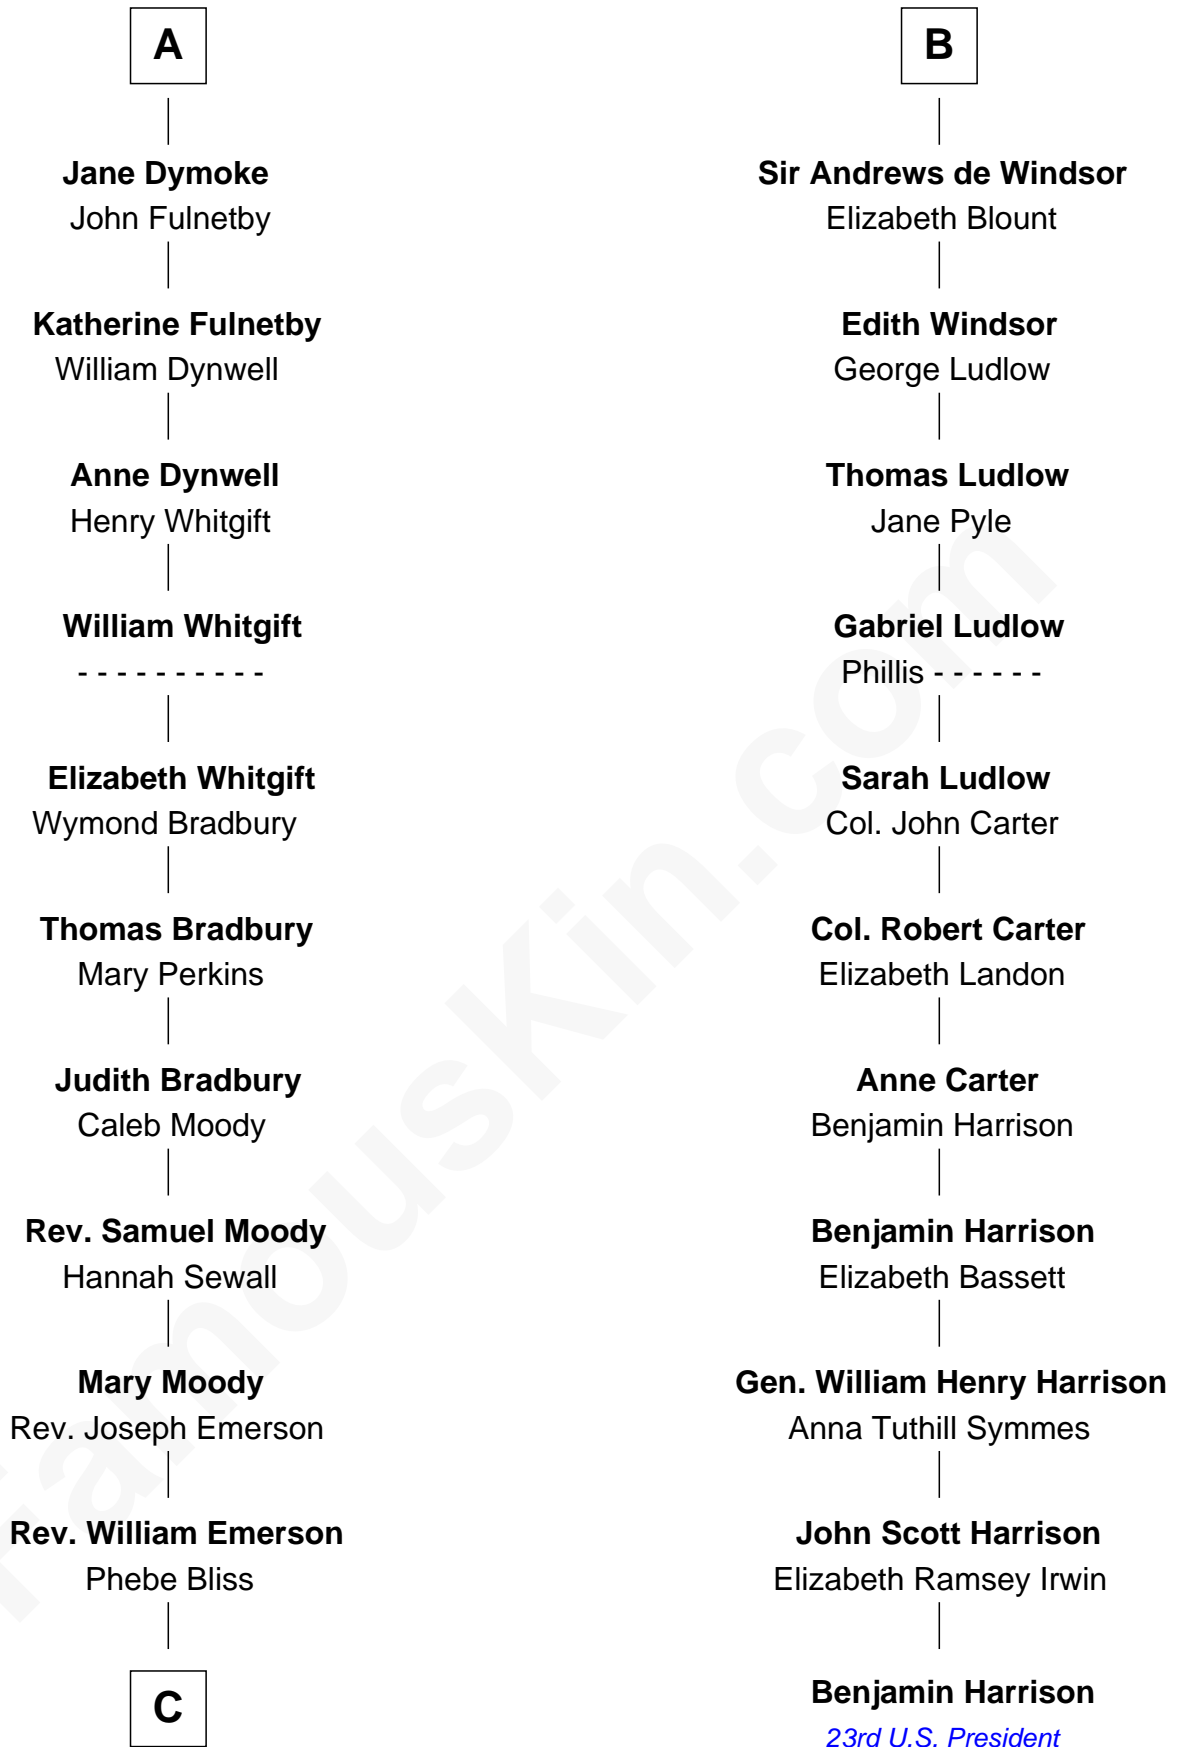 A
Jane Dymoke
John Fulnetby
Katherine Fulnetby
William Dynwell
Anne Dynwell
Henry Whitgift
William Whitgift
- - - - - - - - - -
Elizabeth Whitgift
Wymond Bradbury
Thomas Bradbury
Mary Perkins
Judith Bradbury
Caleb Moody
Rev. Samuel Moody
Hannah Sewall
Mary Moody
Rev. Joseph Emerson
Rev. William Emerson
Phebe Bliss
C
B
Sir Andrews de Windsor
Elizabeth Blount
Edith Windsor
George Ludlow
Thomas Ludlow
Jane Pyle
Gabriel Ludlow
Phillis - - - - - -
Sarah Ludlow
Col. John Carter
Col. Robert Carter
Elizabeth Landon
Anne Carter
Benjamin Harrison
Benjamin Harrison
Elizabeth Bassett
Gen. William Henry Harrison
Anna Tuthill Symmes
John Scott Harrison
Elizabeth Ramsey Irwin
Benjamin Harrison
23rd U.S. President
FamousKin.com